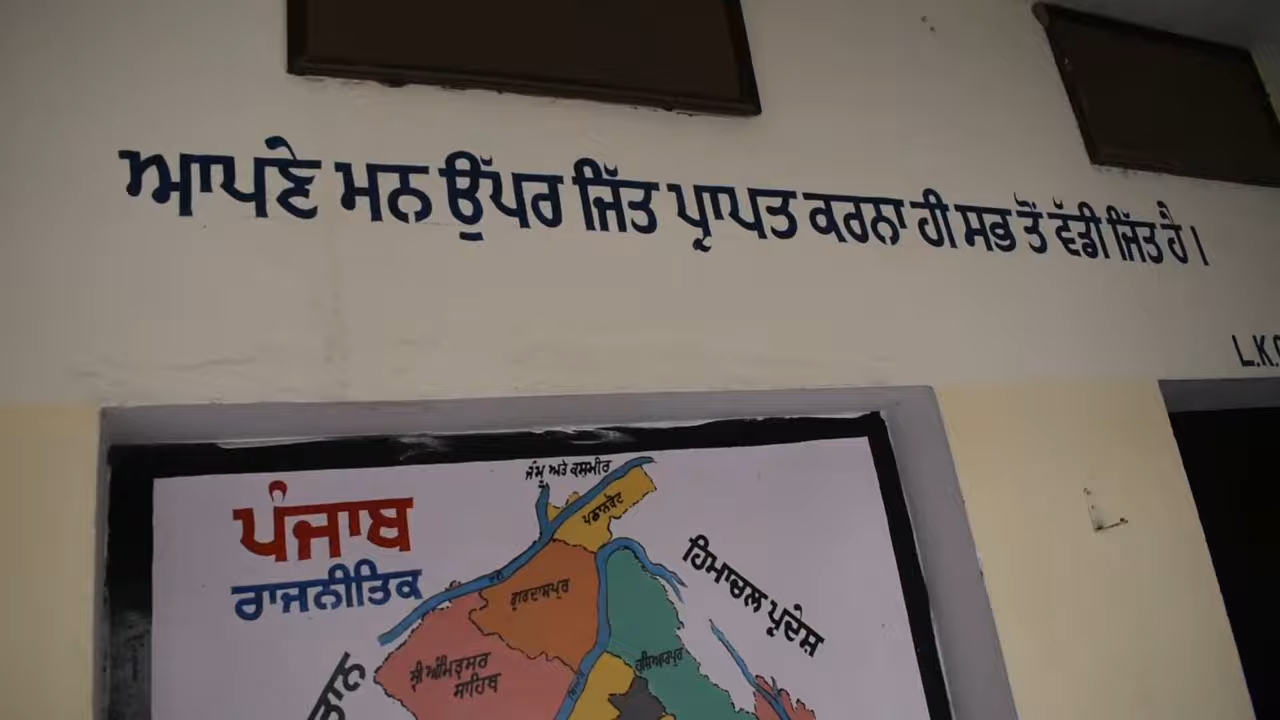 ਆਪਣੇ ਮਨ ਉੱਪਰ ਜਿੱਤ ਪ੍ਰਾਪਤ ਕਰਨਾ ਹੀ ਸਭ ਤੋਂ ਵੱਡੀ ਜਿੱਤ ਹੈ।
L.K.
ਪੰਜਾਬ
ਰਾਜਨੀਤਿਕ
ਜੰਮੂ ਅਤੇ ਕਸ਼ਮੀਰ
ਪਠਾਨਕੋਟ
ਹਿਮਾਚਲ ਪ੍ਰਦੇਸ਼
ਗੁਰਦਾਸਪੁਰ
ਸ੍ਰੀ ਅੰਮ੍ਰਿਤਸਰ
ਸਾਹਿਬ
ਹੁਸ਼ਿਆਰਪੁਰ